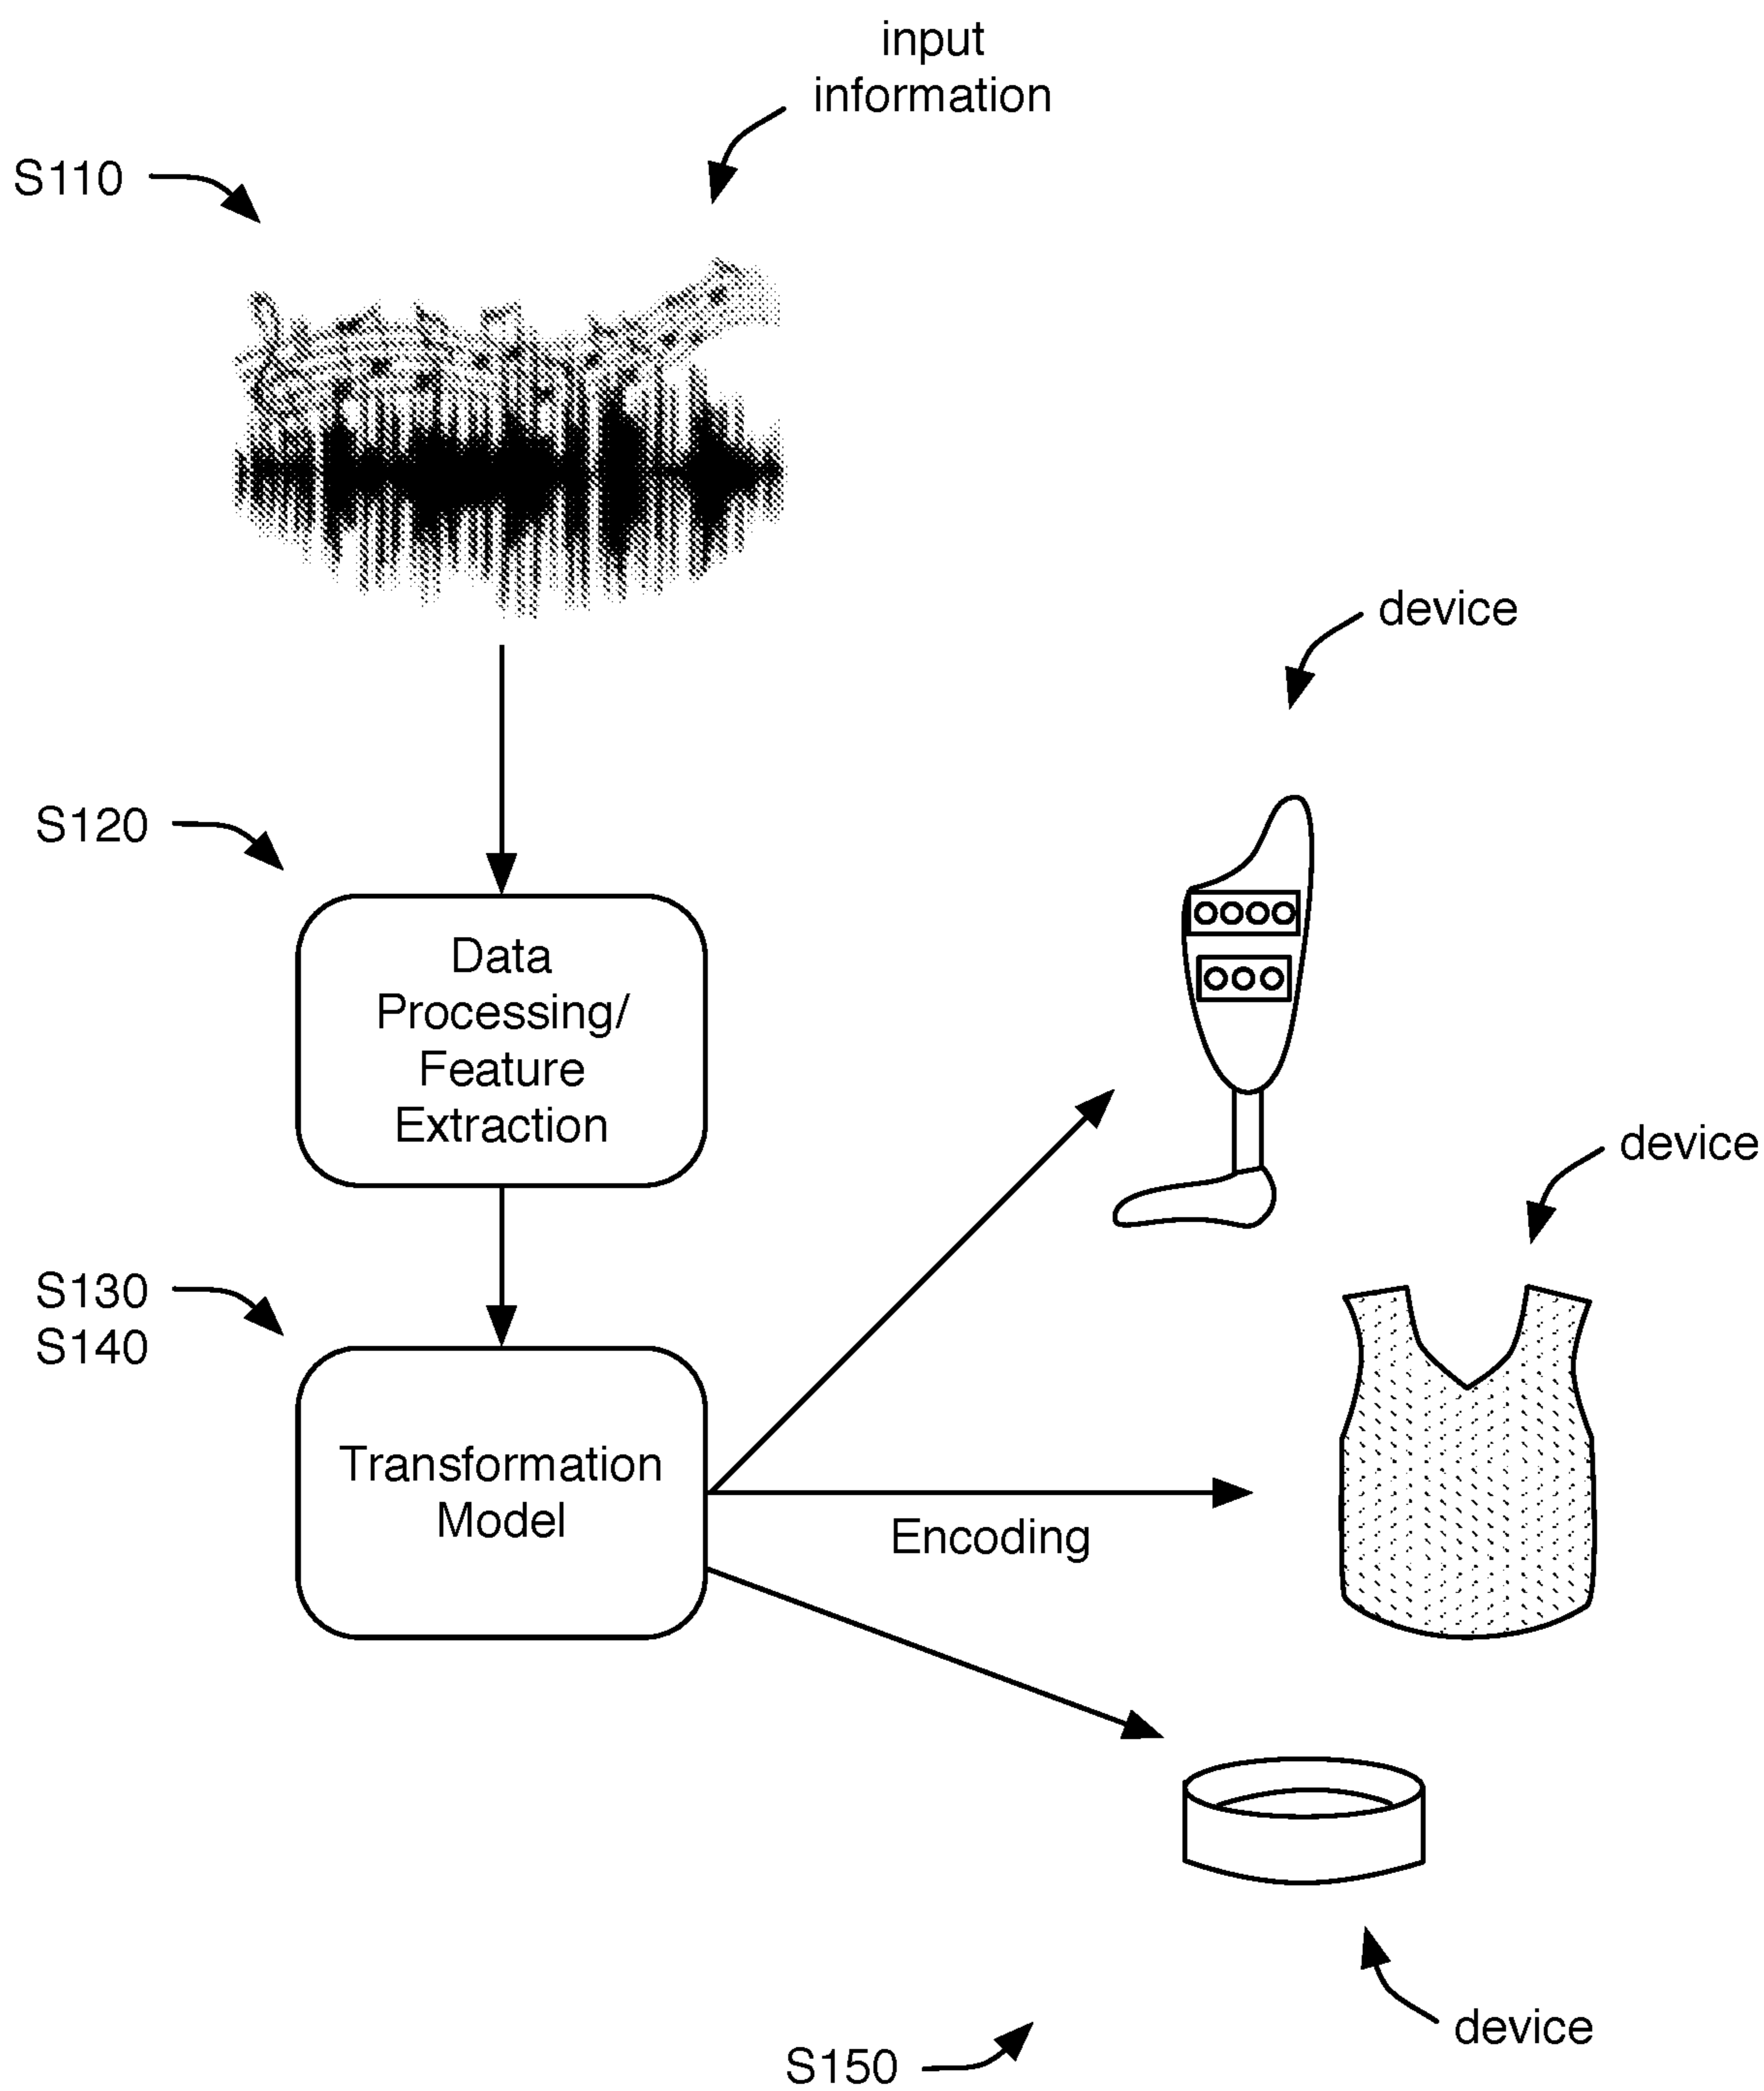 input
information
S110
device
S120
Data
Processing/
Feature
Extraction
device
S130
S140
Transformation
Model
Encoding
device
S150